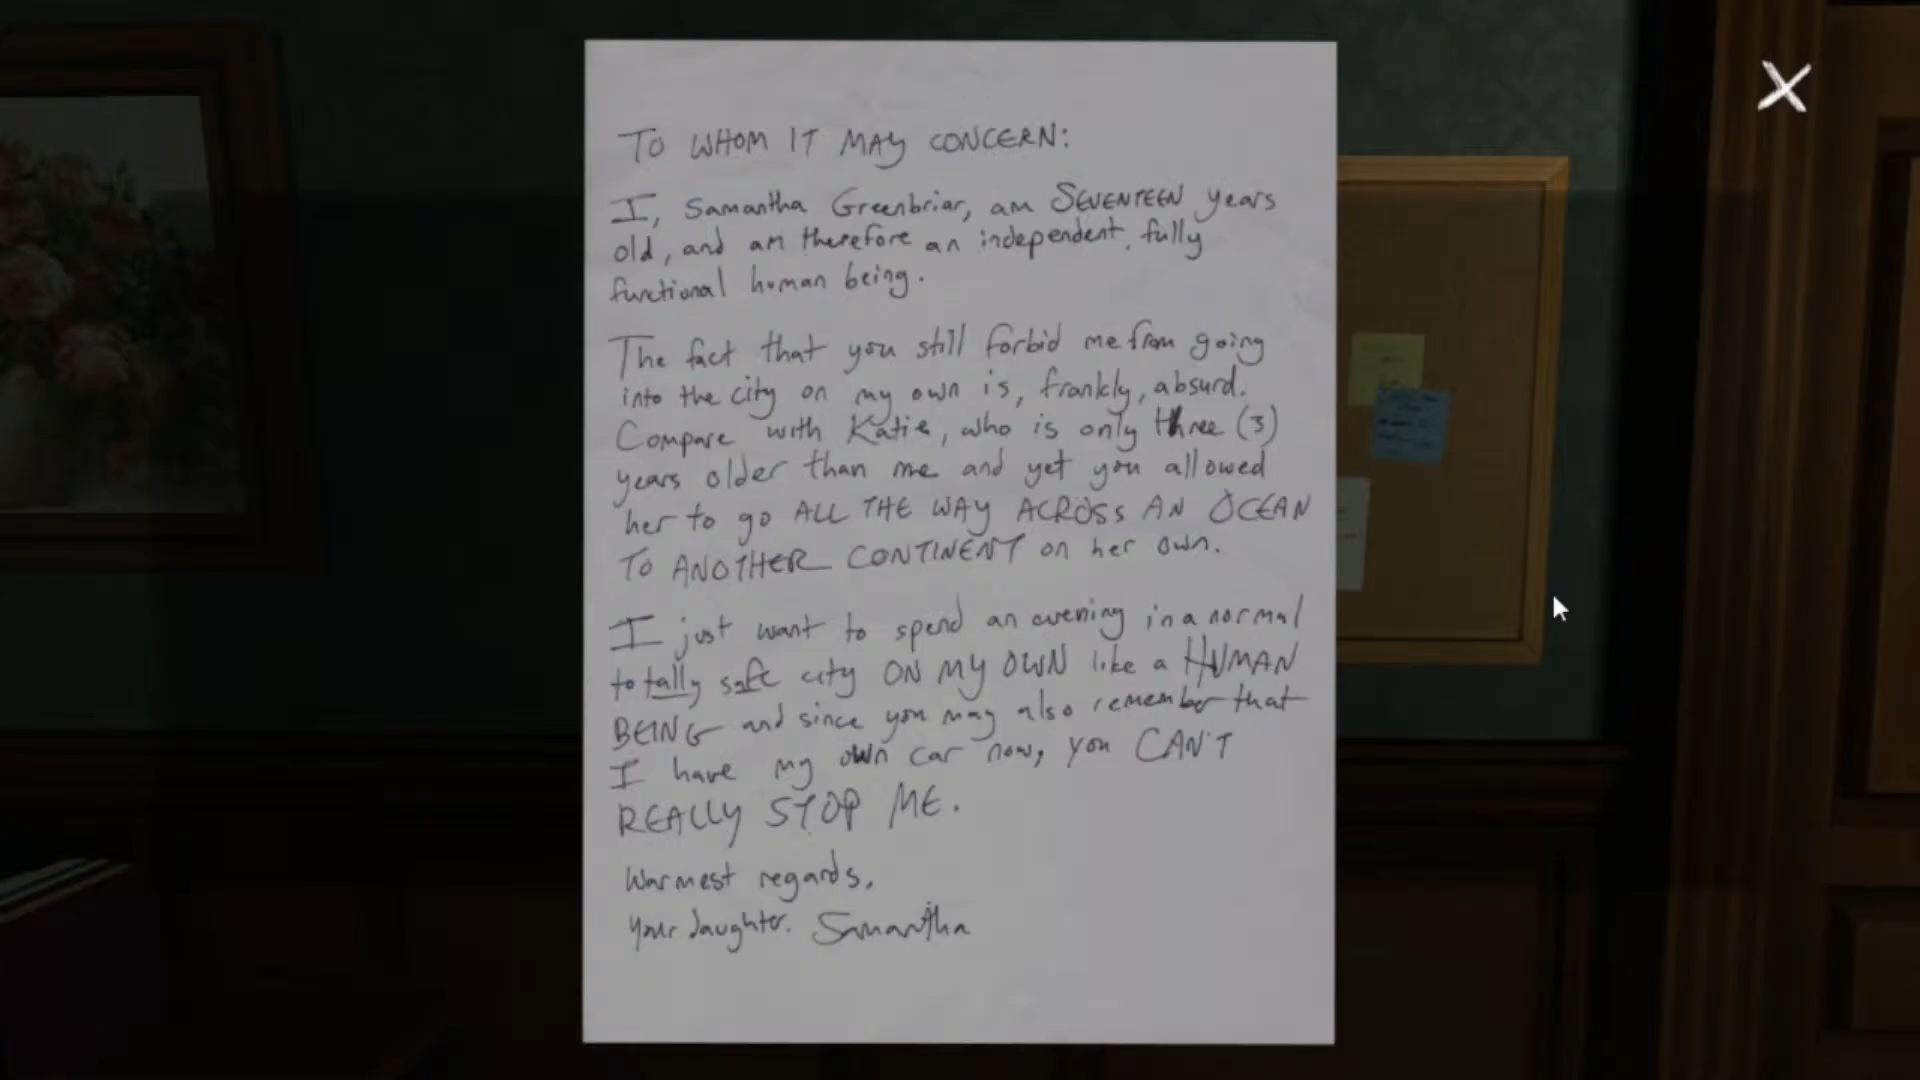 TO WHOM IT MAY CONCERN:
I, Samantha Greenbriar, am SEVENTEEN years
old, and am therefore an independent, fully
functional human being.
The fact that you still forbid me from going
into the city on my own is, frankly, absurd.
Compare with Katie, who is only three (3)
years older than me and yet you allowed
her to go ALL THE WAY ACROSS AN OCEAN
TO ANOTHER CONTINENT on her own.
I just want to spend an evening in a normal
totally safe city ON MY OWN like a HUMAN
BEING and since you may also remember that
I have my own car now, you CAN'T
REALLY STOP ME.
Warmest regards,
Your daughter. Samantha